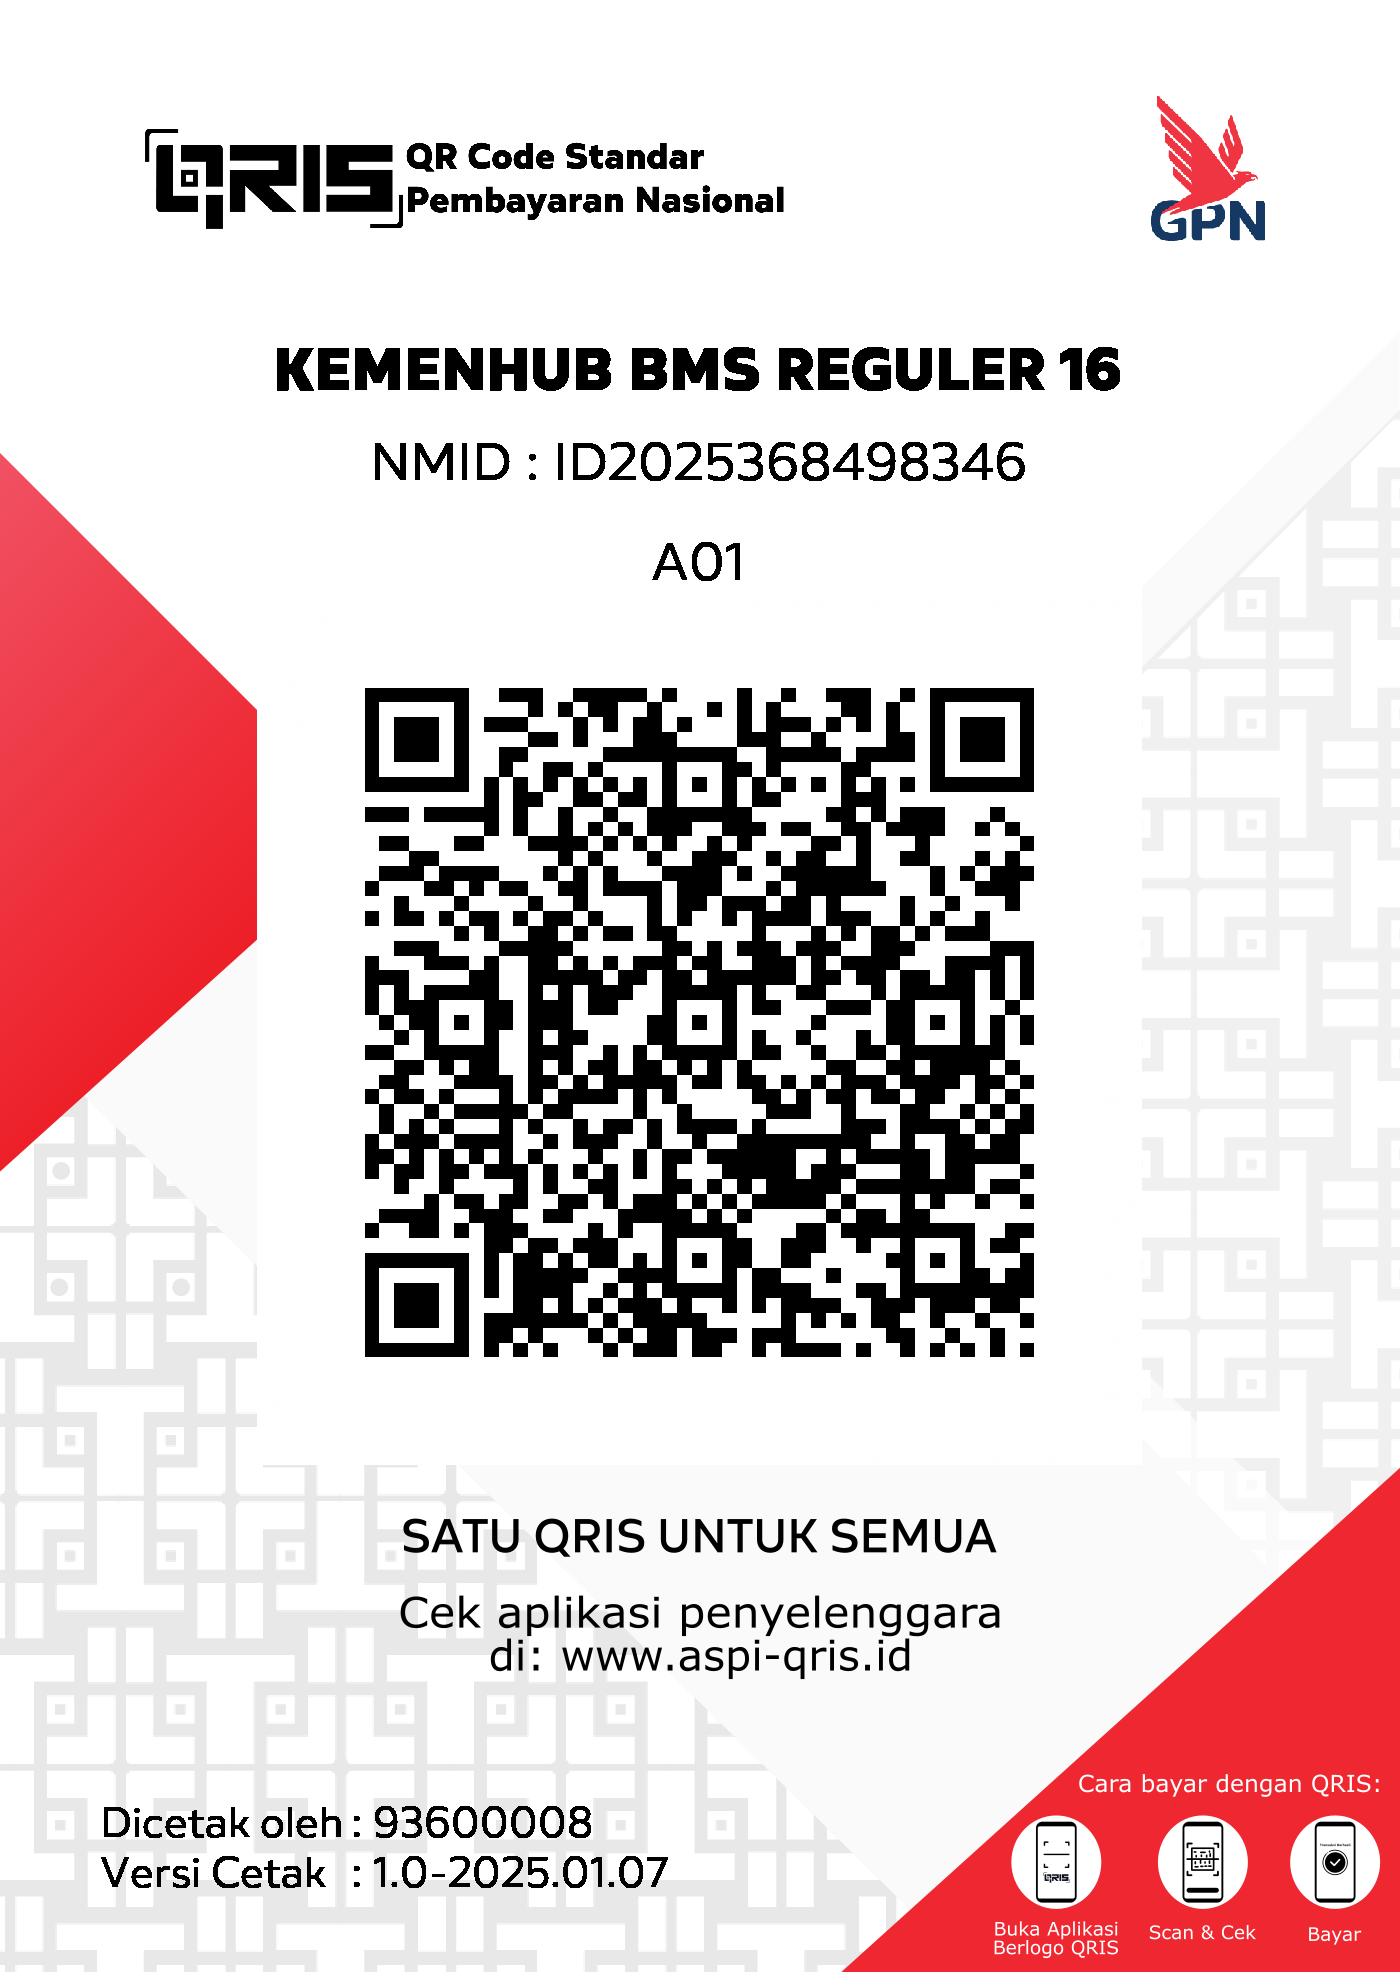 QRIS QR Code Standar
Pembayaran Nasional
GPN
KEMENHUB BMS REGULER 16
NMID : ID2025368498346
A01
SATU QRIS UNTUK SEMUA
Cek aplikasi penyelenggara
di: www.aspi-qris.id
Dicetak oleh : 93600008
Versi Cetak : 1.0-2025.01.07
Cara bayar dengan QRIS:
QRIS
Buka Aplikasi
Berlogo QRIS
Scan & Cek
Bayar